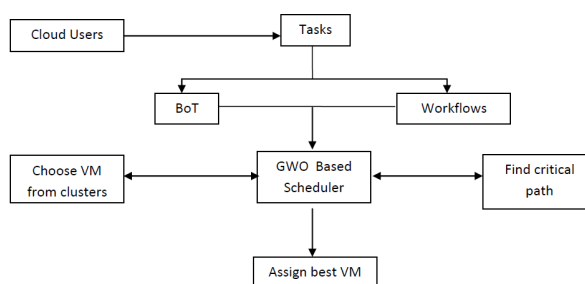 Cloud Users
Tasks
BoT
Workflows
Choose VM
from clusters
GWO Based
Scheduler
Find critical
path
Assign best VM